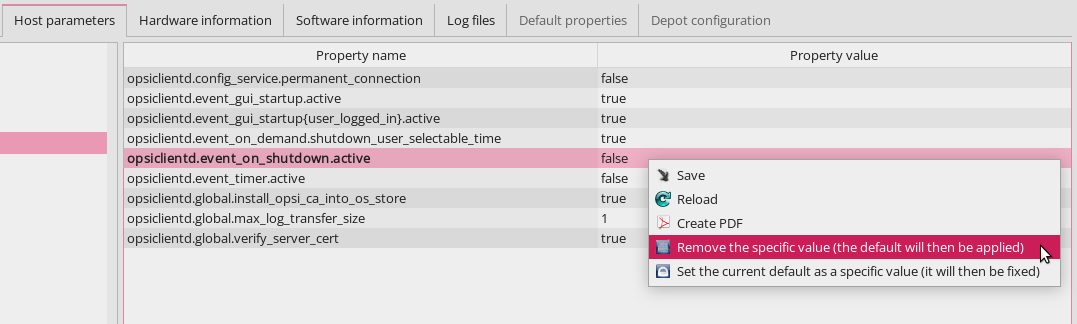 Host parameters Hardware information Software information Log files Default properties Depot configuration
Property name Property value
opsiclientd.config_service.permanent_connection false
opsiclientd.event_gui_startup.active true
opsiclientd.event_gui_startup{user_logged_in}.active true
opsiclientd.event_on_demand.shutdown_user_selectable_time true
opsiclientd.event_on_shutdown.active false
opsiclientd.event_timer.active false
opsiclientd.global.install_opsi_ca_into_os_store true
opsiclientd.global.max_log_transfer_size 1
opsiclientd.global.verify_server_cert true
Save
Reload
Create PDF
Remove the specific value (the default will then be applied)
Set the current default as a specific value (it will then be fixed)